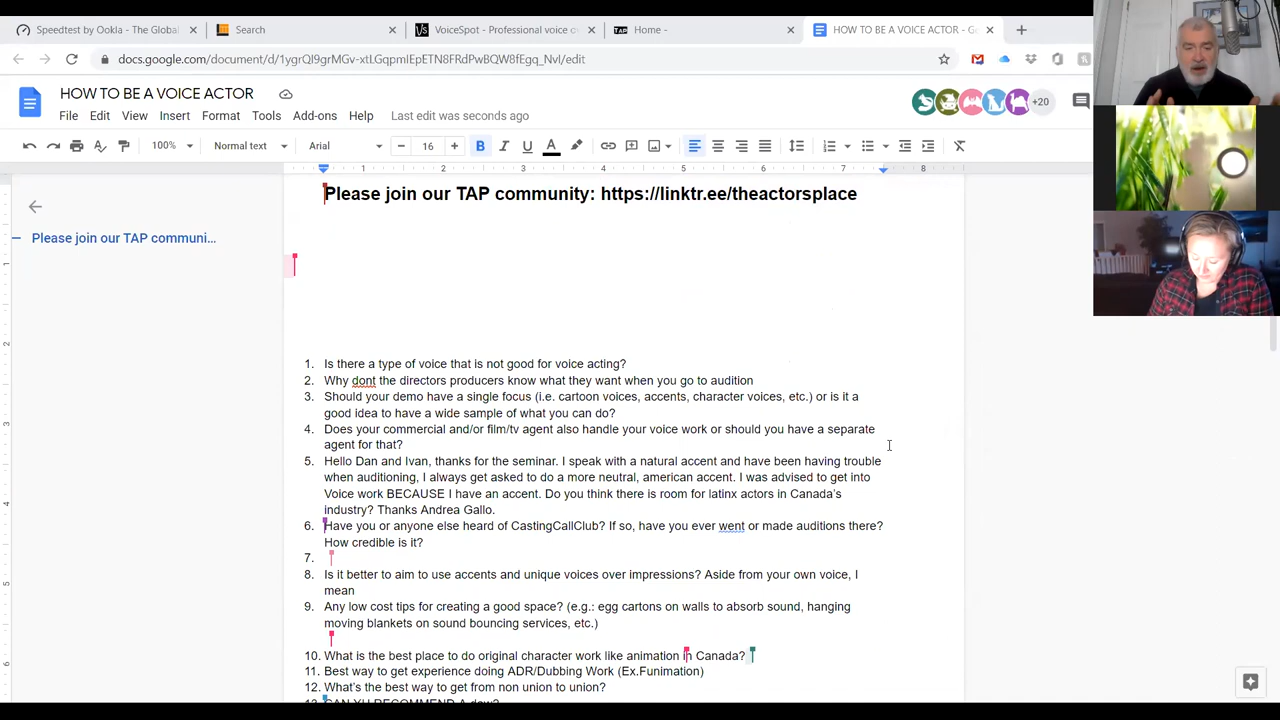 Speedtest by Ookla - The Global
Search
VoiceSpot - Professional voice o
TAP
Home -
HOW TO BE A VOICE ACTOR - G
docs.google.com/document/d/1ygrQI9grMGv-xtLGqpmIEpETN8FRdPwBQW8fEgq_NvI/edit
HOW TO BE A VOICE ACTOR
+20
File Edit View Insert Format Tools Add-ons Help Last edit was seconds ago
100% Normal text Arial 16 B I U A
1 2 3 4 5 6 8
Please join our TAP community: https://linktr.ee/theactorsplace
Please join our TAP communi...
1. Is there a type of voice that is not good for voice acting?
2. Why dont the directors producers know what they want when you go to audition
3. Should your demo have a single focus (i.e. cartoon voices, accents, character voices, etc.) or is it a
good idea to have a wide sample of what you can do?
4. Does your commercial and/or film/tv agent also handle your voice work or should you have a separate
agent for that?
5. Hello Dan and Ivan, thanks for the seminar. I speak with a natural accent and have been having trouble
when auditioning, I always get asked to do a more neutral, american accent. I was advised to get into
Voice work BECAUSE I have an accent. Do you think there is room for latinx actors in Canada's
industry? Thanks Andrea Gallo.
6. Have you or anyone else heard of CastingCallClub? If so, have you ever went or made auditions there?
How credible is it?
7.
8. Is it better to aim to use accents and unique voices over impressions? Aside from your own voice, I
mean
9. Any low cost tips for creating a good space? (e.g.: egg cartons on walls to absorb sound, hanging
moving blankets on sound bouncing services, etc.)
10. What is the best place to do original character work like animation in Canada?
11. Best way to get experience doing ADR/Dubbing Work (Ex.Funimation)
12. What's the best way to get from non union to union?